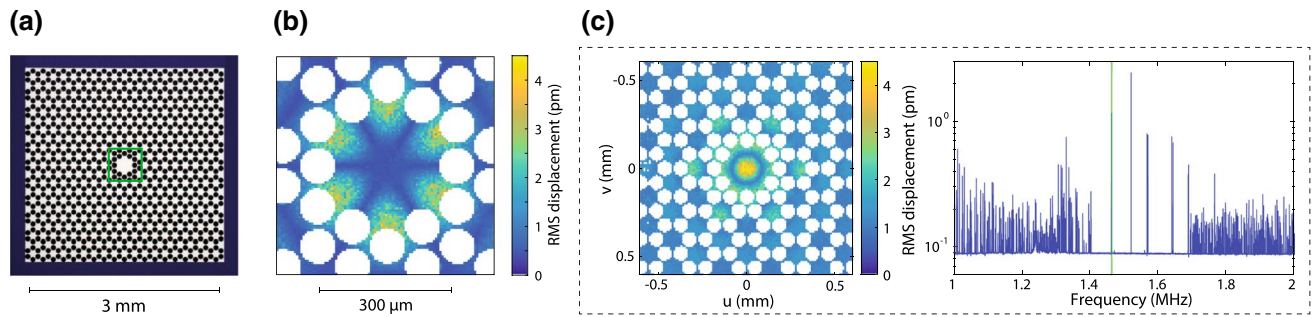 (a)
3 mm
(b)
300 µm
4
3
2
1
0
RMS displacement (pm)
(c)
-0.5
0
0.5
v (mm)
-0.5
0
0.5
u (mm)
4
3
2
1
0
RMS displacement (pm)
10⁰
10⁻¹
1
1.2
1.4
1.6
1.8
2
Frequency (MHz)